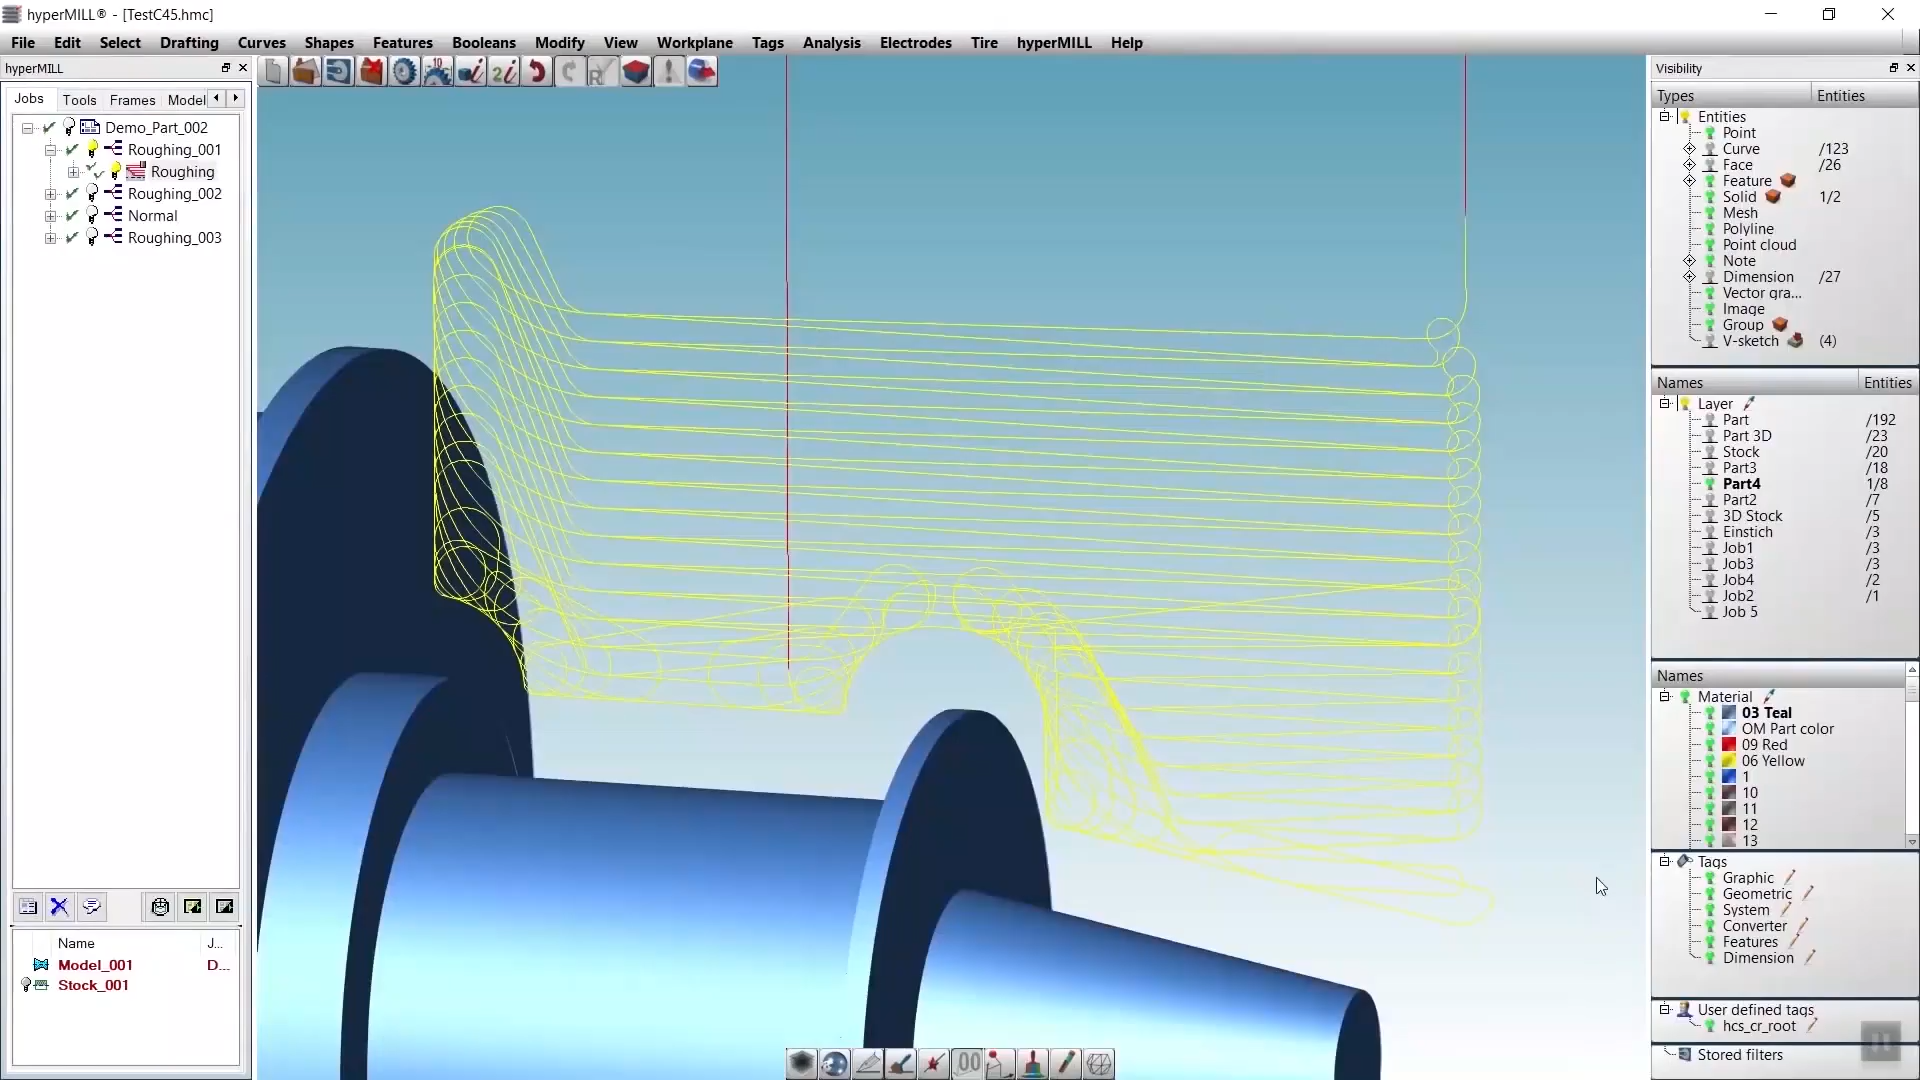 hyperMILL® - [TestC45.hmc]
File Edit Select Drafting Curves Shapes Features Booleans Modify View Workplane Tags Analysis Electrodes Tire hyperMILL Help
hyperMILL
Jobs Tools Frames Model
Demo_Part_002
Roughing_001
Roughing
Roughing_002
Normal
Roughing_003
Name J...
Model_001 D...
Stock_001
Visibility
Types Entities
Entities
Point
Curve /123
Face /26
Feature
Solid 1/2
Mesh
Polyline
Point cloud
Note
Dimension /27
Vector gra...
Image
Group
V-sketch (4)
Names Entities
Layer
Part /192
Part 3D /23
Stock /20
Part3 /18
Part4 1/8
Part2 /7
3D Stock /5
Einstich /3
Job1 /3
Job3 /3
Job4 /2
Job2 /1
Job 5
Names
Material
03 Teal
OM Part color
09 Red
06 Yellow
1
10
11
12
13
Tags
Graphic
Geometric
System
Converter
Features
Dimension
User defined tags
hcs_cr_root
Stored filters